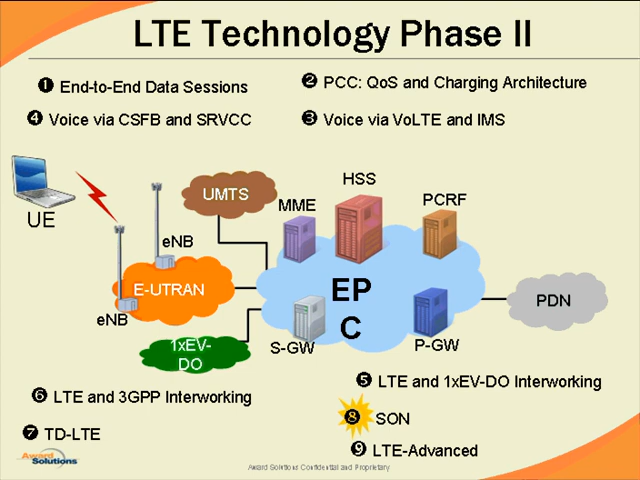 LTE Technology Phase II
❶ End-to-End Data Sessions
❷ PCC: QoS and Charging Architecture
❹ Voice via CSFB and SRVCC
❸ Voice via VoLTE and IMS
UE
UMTS
MME
HSS
PCRF
eNB
E-UTRAN
eNB
EP
C
PDN
1xEV-
DO
S-GW
P-GW
❺ LTE and 1xEV-DO Interworking
❻ LTE and 3GPP Interworking
❽ SON
❼ TD-LTE
❾ LTE-Advanced
Award
Solutions
Award Solutions Confidential and Proprietary